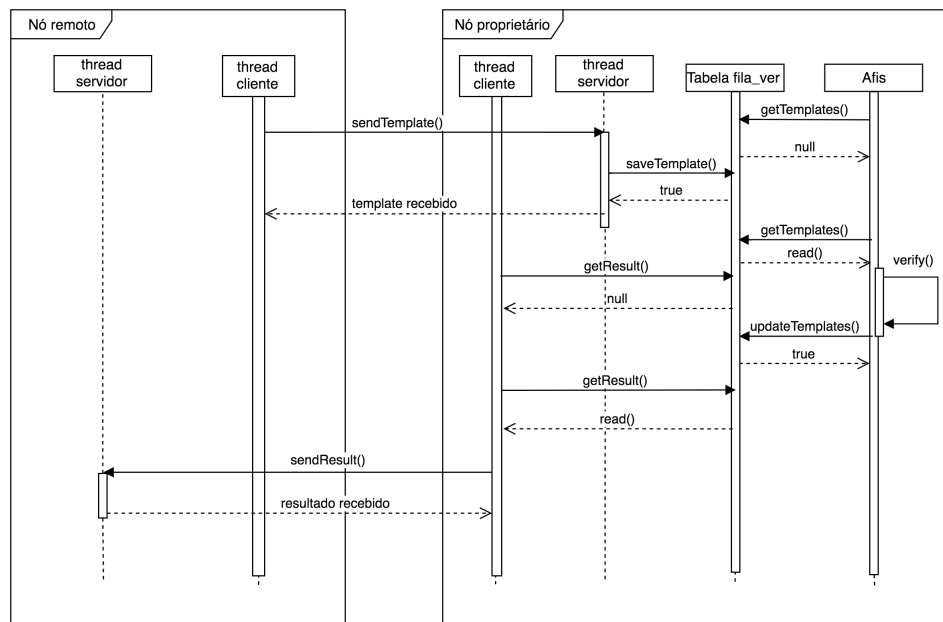 Nó remoto
Nó proprietário
thread
servidor
thread
cliente
thread
cliente
thread
servidor
Tabela fila_ver
Afis
getTemplates()
sendTemplate()
null
saveTemplate()
true
template recebido
getTemplates()
read()
verify()
getResult()
null
updateTemplates()
true
getResult()
read()
sendResult()
resultado recebido